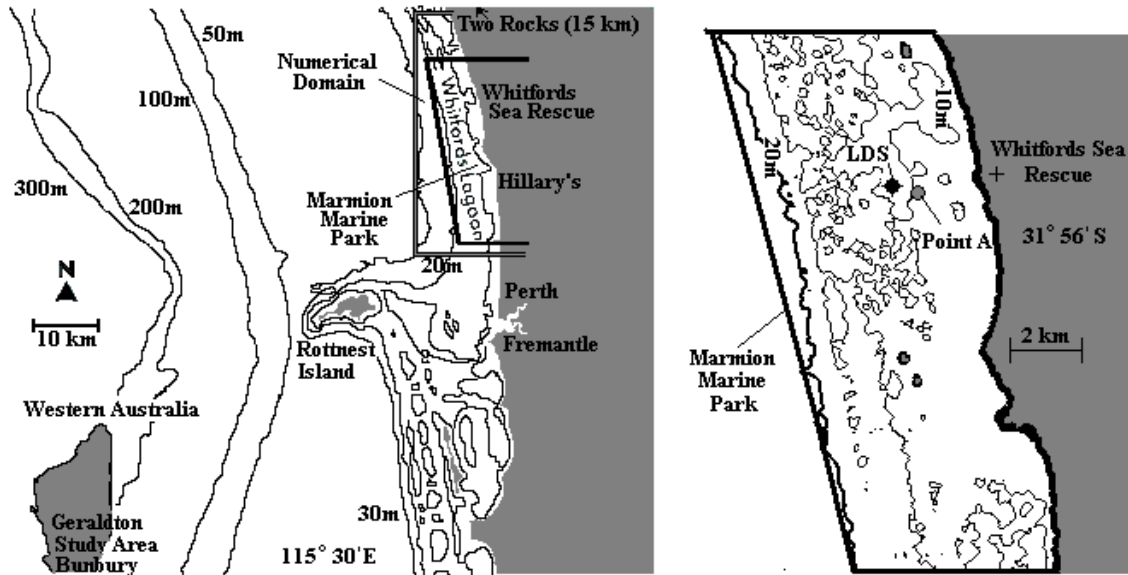 Two Rocks (15 km)
50m
Numerical
Domain
100m
Whitfords
Sea Rescue
Whitfords Lagoon
300m
200m
Hillary's
Marmion
Marine
Park
20m
N
10 km
Perth
Fremantle
Rottnest
Island
Western Australia
30m
Geraldton
Study Area
Bunbury
115° 30'E
10m
20m
LDS
Whitfords Sea
Rescue
Point A
31° 56' S
2 km
Marmion
Marine
Park